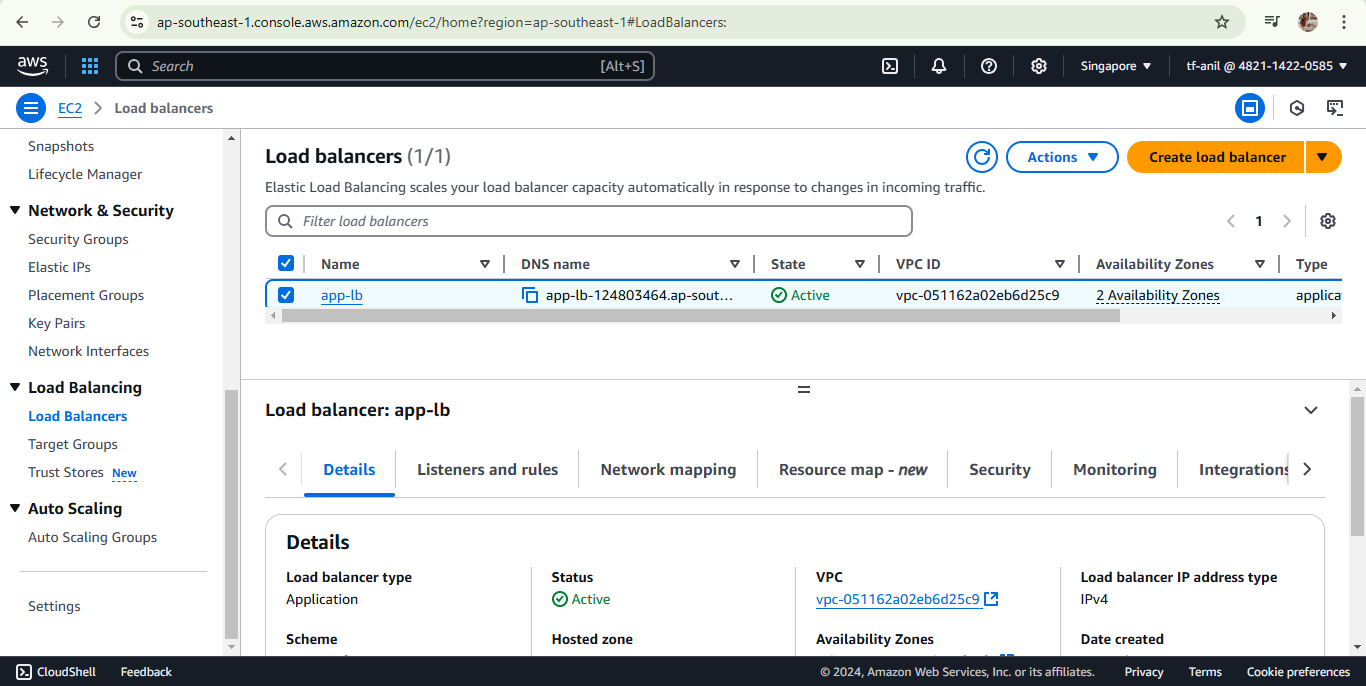 ap-southeast-1.console.aws.amazon.com/ec2/home?region=ap-southeast-1#LoadBalancers:
aws
Search
[Alt+S]
Singapore
tf-anil @ 4821-1422-0585
EC2
Load balancers
Snapshots
Lifecycle Manager
Network & Security
Security Groups
Elastic IPs
Placement Groups
Key Pairs
Network Interfaces
Load Balancing
Load Balancers
Target Groups
Trust Stores New
Auto Scaling
Auto Scaling Groups
Settings
Load balancers (1/1)
Actions
Create load balancer
Elastic Load Balancing scales your load balancer capacity automatically in response to changes in incoming traffic.
Filter load balancers
1
Name DNS name State VPC ID Availability Zones Type
app-lb app-lb-124803464.ap-sout... Active vpc-051162a02eb6d25c9 2 Availability Zones applica
Load balancer: app-lb
Details Listeners and rules Network mapping Resource map - new Security Monitoring Integrations
Details
Load balancer type
Application
Status
Active
VPC
vpc-051162a02eb6d25c9
Load balancer IP address type
IPv4
Scheme
Hosted zone
Availability Zones
Date created
CloudShell Feedback © 2024, Amazon Web Services, Inc. or its affiliates. Privacy Terms Cookie preferences